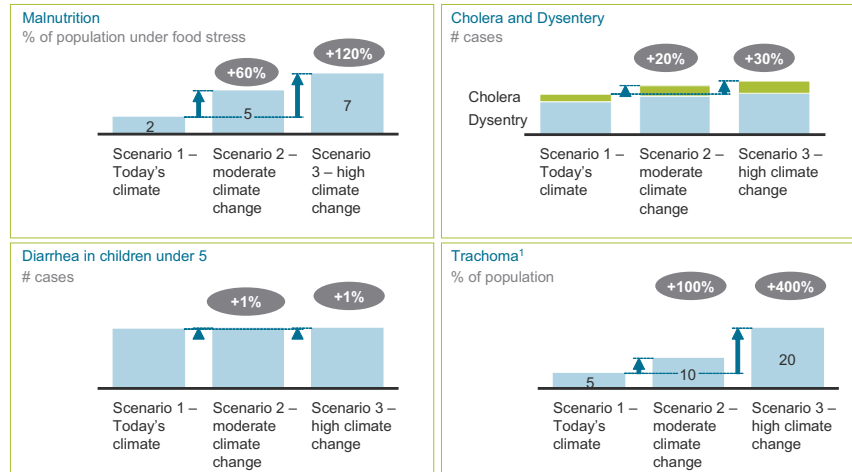 Malnutrition
% of population under food stress
+60%
+120%
2
5
7
Scenario 1 –
Today's
climate
Scenario 2 –
moderate
climate
change
Scenario
3 – high
climate
change
Cholera and Dysentery
# cases
+20%
+30%
Cholera
Dysentry
Scenario 1 –
Today's
climate
Scenario 2 –
moderate
climate
change
Scenario 3 –
high climate
change
Diarrhea in children under 5
# cases
+1%
+1%
Scenario 1 –
Today's
climate
Scenario 2 –
moderate
climate
change
Scenario 3 –
high climate
change
Trachoma¹
% of population
+100%
+400%
5
10
20
Scenario 1 –
Today's
climate
Scenario 2 –
moderate
climate
change
Scenario 3 –
high climate
change